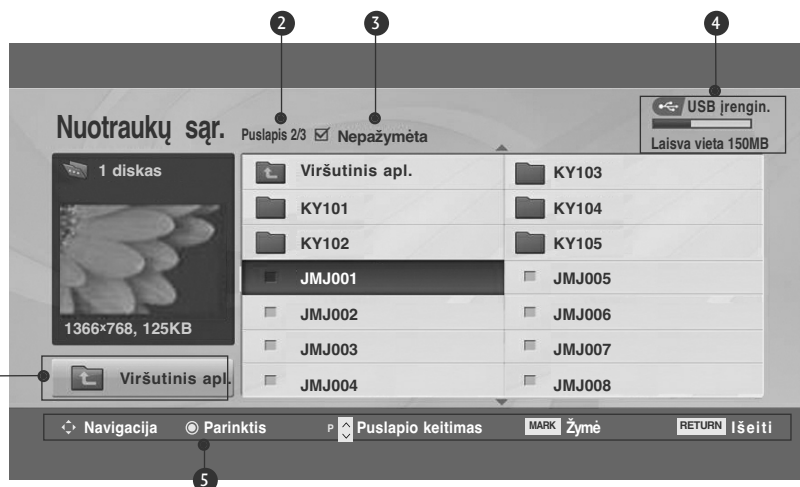 2 3 4
USB įrengin.
Nuotraukų sąr. Puslapis 2/3 Nepažymėta
Laisva vieta 150MB
1 diskas
Viršutinis apl. KY103
KY101 KY104
KY102 KY105
JMJ001 JMJ005
JMJ002 JMJ006
JMJ003 JMJ007
JMJ004 JMJ008
1366x768, 125KB
Viršutinis apl.
Navigacija Parinktis P Puslapio keitimas MARK Žymė RETURN Išeiti
5